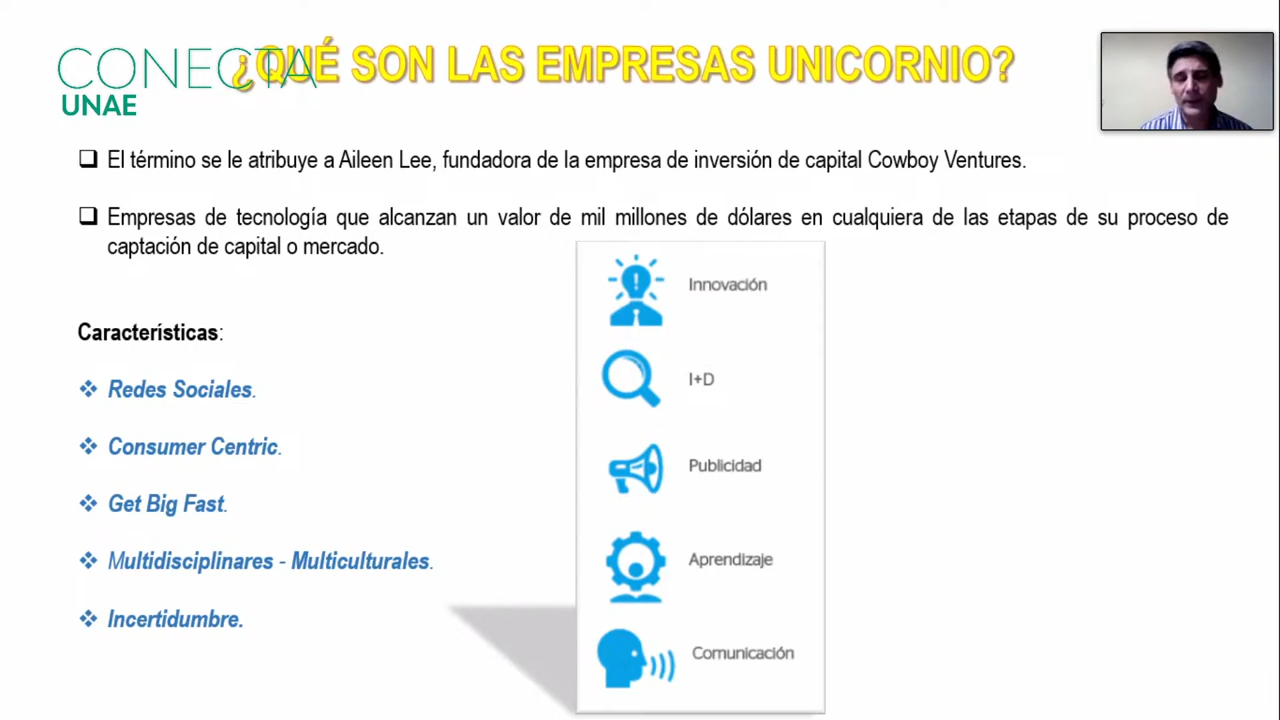 CONECTA
UNAE
¿QUÉ SON LAS EMPRESAS UNICORNIO?
El término se le atribuye a Aileen Lee, fundadora de la empresa de inversión de capital Cowboy Ventures.
Empresas de tecnología que alcanzan un valor de mil millones de dólares en cualquiera de las etapas de su proceso de
captación de capital o mercado.
Características:
Redes Sociales.
Consumer Centric.
Get Big Fast.
Multidisciplinares - Multiculturales.
Incertidumbre.
Innovación
I+D
Publicidad
Aprendizaje
Comunicación